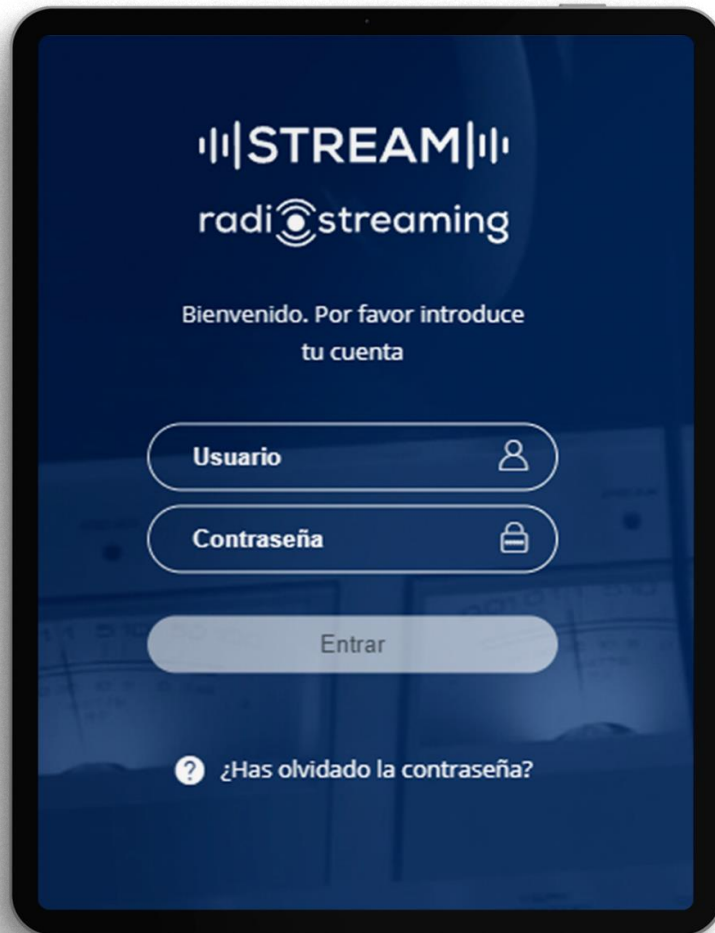 STREAM
radiostreaming
Bienvenido. Por favor introduce
tu cuenta
Usuario
Contraseña
Entrar
¿Has olvidado la contraseña?